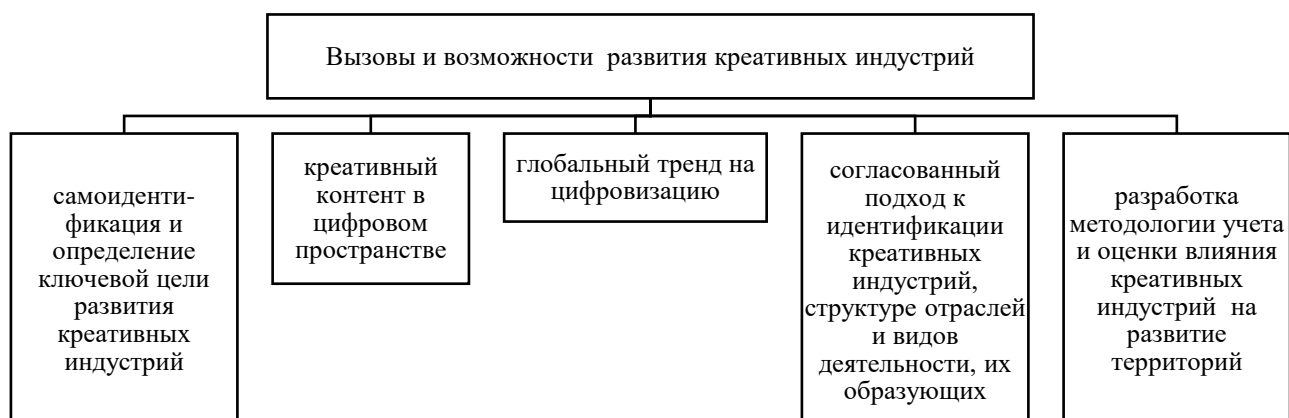 Вызовы и возможности развития креативных индустрий
самоиденти-
фикация и
определение
ключевой цели
развития
креативных
индустрий
креативный
контент в
цифровом
пространстве
глобальный тренд на
цифровизацию
согласованный
подход к
идентификации
креативных
индустрий,
структуре отраслей
и видов
деятельности, их
образующих
разработка
методологии учета
и оценки влияния
креативных
индустрий на
развитие
территорий